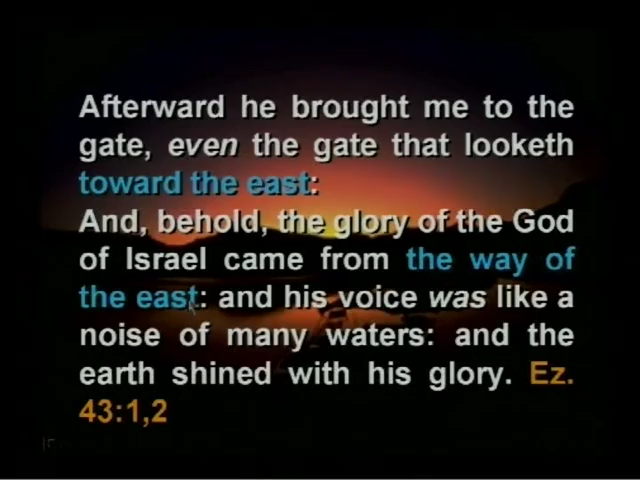 Afterward he brought me to the
gate, even the gate that looketh
toward the east:
And, behold, the glory of the God
of Israel came from the way of
the east: and his voice was like a
noise of many waters: and the
earth shined with his glory. Ez.
43:1,2